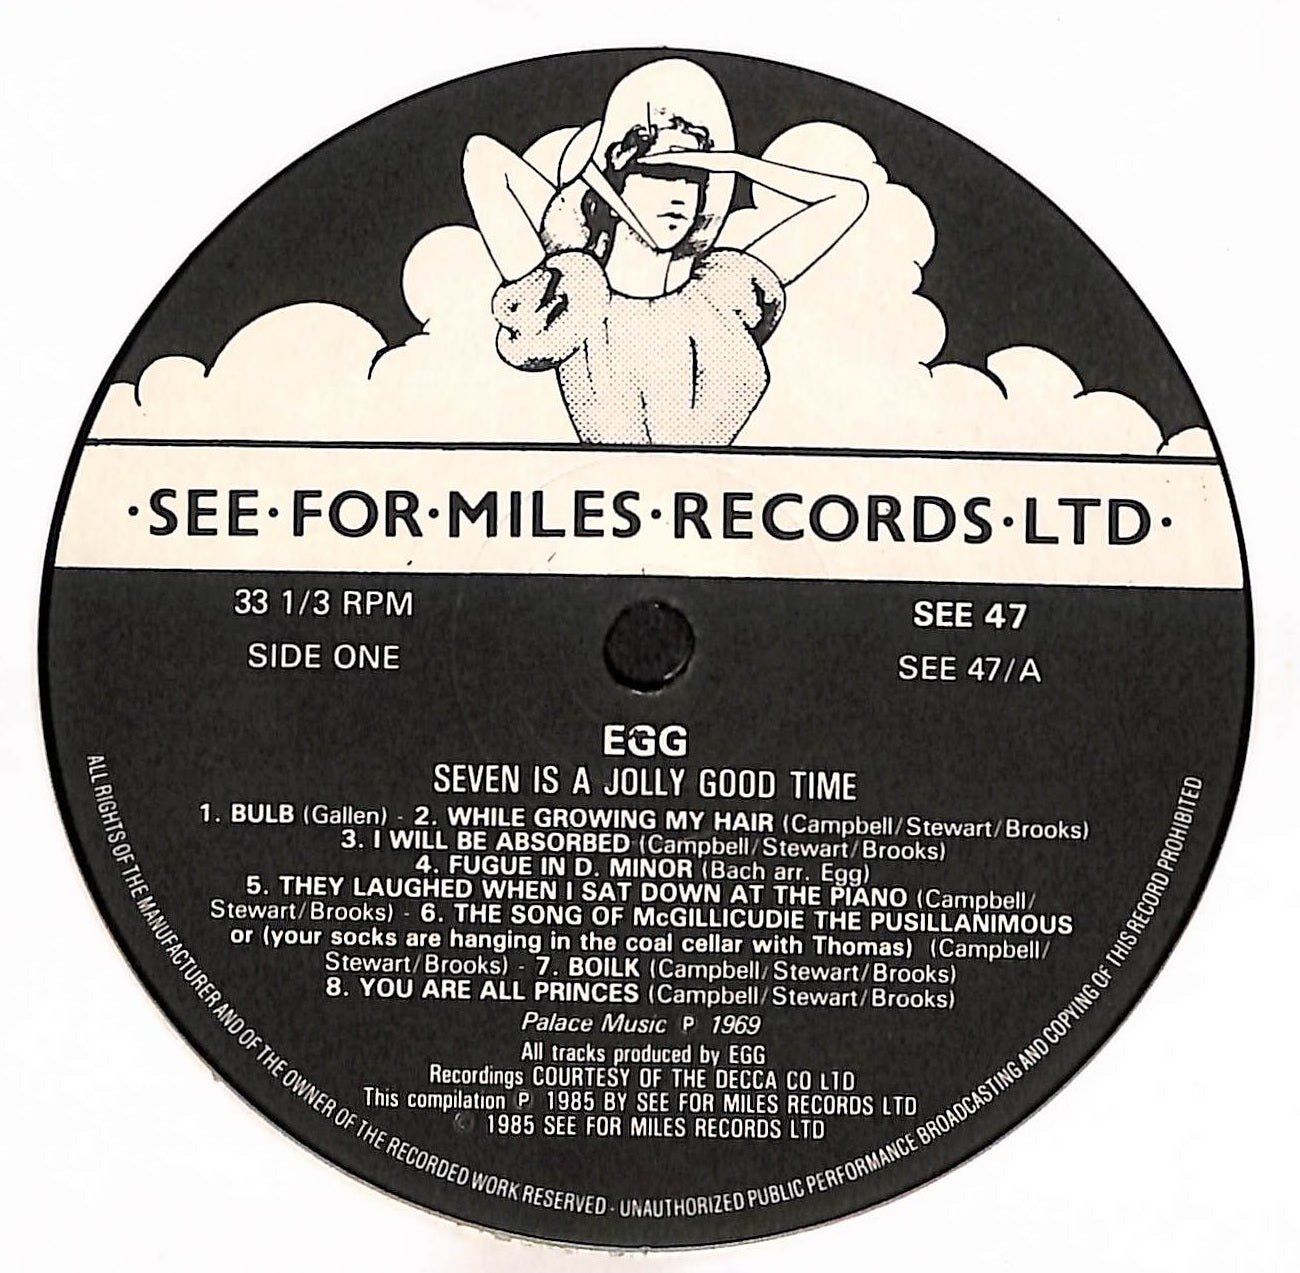 ·SEE·FOR·MILES·RECORDS·LTD·
33 1/3 RPM
SEE 47
SIDE ONE
SEE 47/A
EGG
SEVEN IS A JOLLY GOOD TIME
1. BULB (Gallen) - 2. WHILE GROWING MY HAIR (Campbell/Stewart/Brooks)
3. I WILL BE ABSORBED (Campbell/Stewart/Brooks)
4. FUGUE IN D. MINOR (Bach arr. Egg)
5. THEY LAUGHED WHEN I SAT DOWN AT THE PIANO (Campbell/
Stewart/Brooks) - 6. THE SONG OF McGILLICUDIE THE PUSILLANIMOUS
or (your socks are hanging in the coal cellar with Thomas) (Campbell/
Stewart/Brooks) - 7. BOILK (Campbell/Stewart/Brooks)
8. YOU ARE ALL PRINCES (Campbell/Stewart/Brooks)
Palace Music P 1969
All tracks produced by EGG
Recordings COURTESY OF THE DECCA CO LTD
This compilation ℗ 1985 BY SEE FOR MILES RECORDS LTD
© 1985 SEE FOR MILES RECORDS LTD
ALL RIGHTS OF THE MANUFACTURER AND OF THE OWNER OF THE RECORDED WORK RESERVED - UNAUTHORIZED PUBLIC PERFORMANCE BROADCASTING AND COPYING OF THIS RECORD PROHIBITED